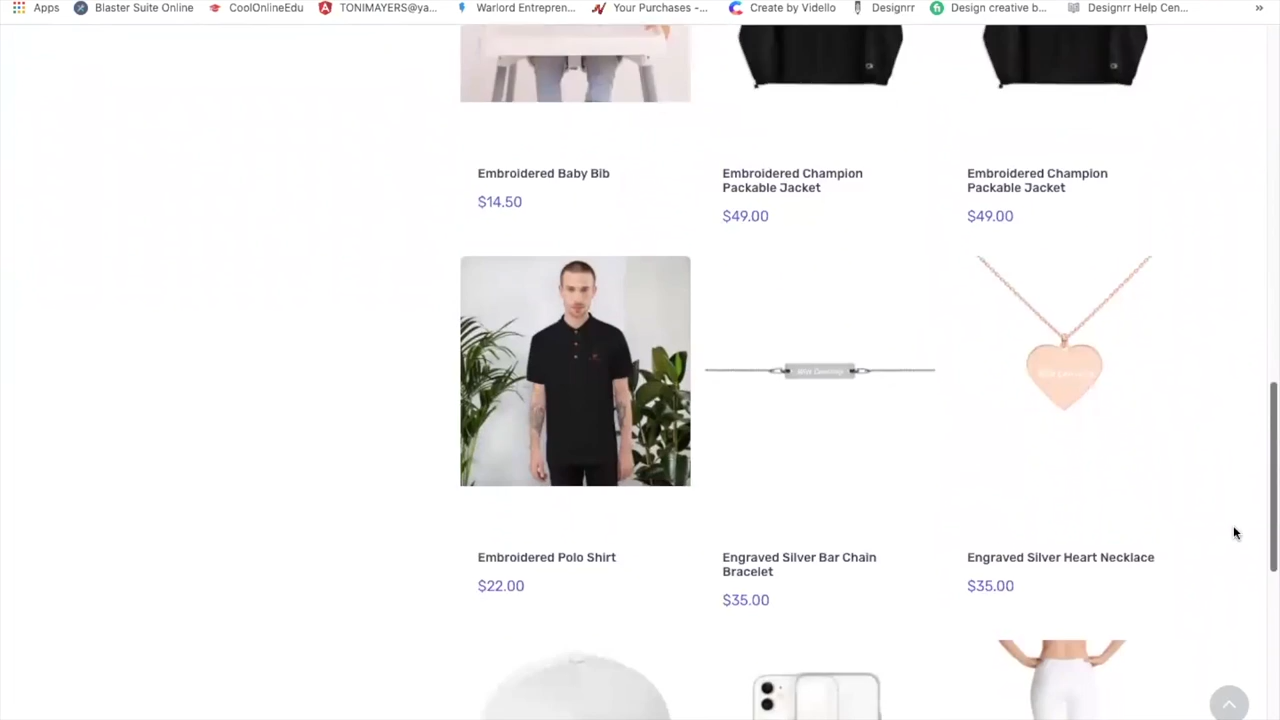 Apps Blaster Suite Online CoolOnlineEdu TONIMAYERS@ya... Warlord Entrepren... Your Purchases -... Create by Vidello Designrr Design creative b... Designrr Help Cen... »
Embroidered Baby Bib
$14.50
Embroidered Champion
Packable Jacket
$49.00
Embroidered Champion
Packable Jacket
$49.00
Embroidered Polo Shirt
$22.00
Engraved Silver Bar Chain
Bracelet
$35.00
Engraved Silver Heart Necklace
$35.00